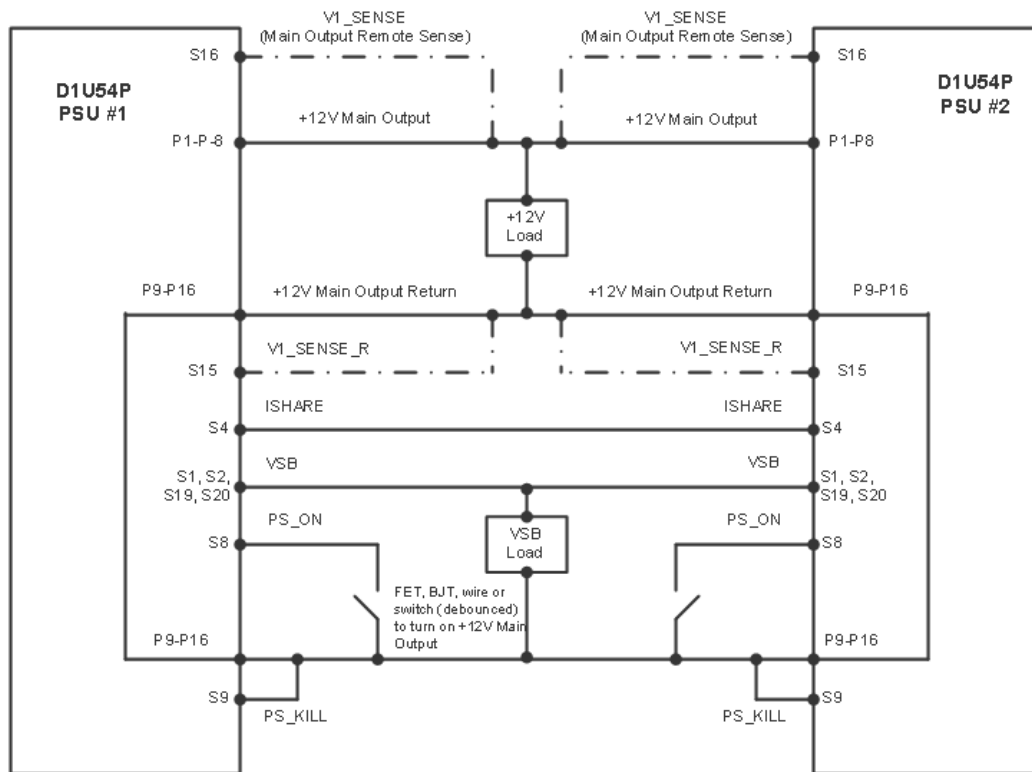 V1_SENSE
(Main Output Remote Sense)
V1_SENSE
(Main Output Remote Sense)
S16
S16
D1U54P
PSU #1
D1U54P
PSU #2
+12V Main Output
+12V Main Output
P1-P-8
P1-P8
+12V
Load
P9-P16
+12V Main Output Return
+12V Main Output Return
P9-P16
V1_SENSE_R
V1_SENSE_R
S15
S15
ISHARE
ISHARE
S4
S4
VSB
VSB
S1, S2,
S19, S20
S1, S2,
S19, S20
PS_ON
PS_ON
S8
VSB
Load
S8
FET, BJT, wire or
switch (debounced)
to turn on +12V Main
Output
P9-P16
P9-P16
S9
S9
PS_KILL
PS_KILL